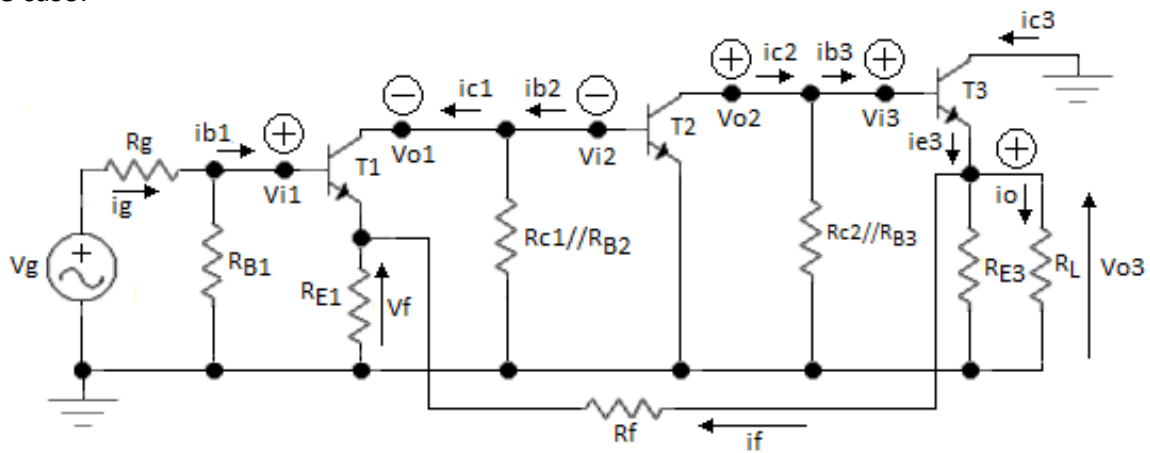 ic3
ic2
ib3
T3
ic1
ib2
Vo2
Vi3
ib1
T2
ie3
Rg
Vo1
Vi2
T1
io
ig
Vi1
Rc1//RB2
Rc2//RB3
Vg
RB1
RE1
Vf
RE3
RL
Vo3
Rf
if